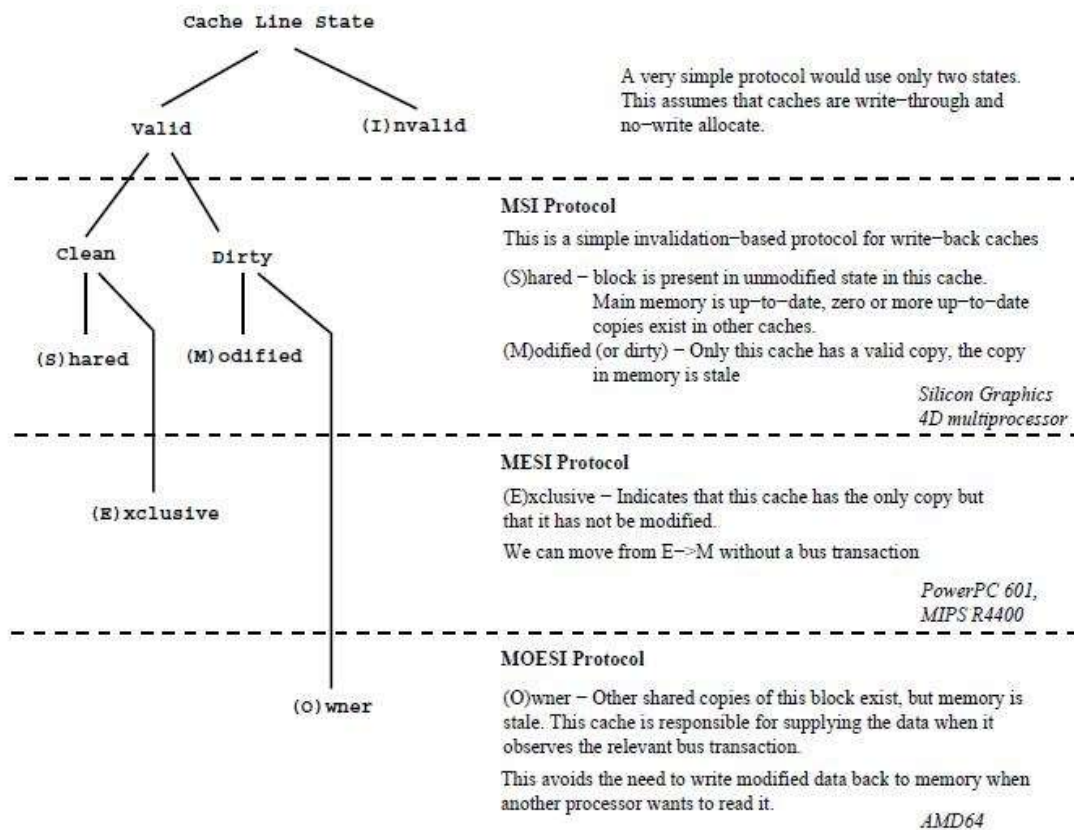 Cache Line State
A very simple protocol would use only two states.
This assumes that caches are write−through and
no−write allocate.
Valid
(I)nvalid
MSI Protocol
This is a simple invalidation−based protocol for write−back caches
Clean
Dirty
(S)hared − block is present in unmodified state in this cache.
Main memory is up−to−date, zero or more up−to−date
copies exist in other caches.
(S)hared
(M)odified
(M)odified (or dirty) − Only this cache has a valid copy, the copy
in memory is stale
Silicon Graphics
4D multiprocessor
MESI Protocol
(E)xclusive
(E)xclusive − Indicates that this cache has the only copy but
that it has not be modified.
We can move from E−>M without a bus transaction
PowerPC 601,
MIPS R4400
MOESI Protocol
(O)wner
(O)wner − Other shared copies of this block exist, but memory is
stale. This cache is responsible for supplying the data when it
observes the relevant bus transaction.
This avoids the need to write modified data back to memory when
another processor wants to read it.
AMD64